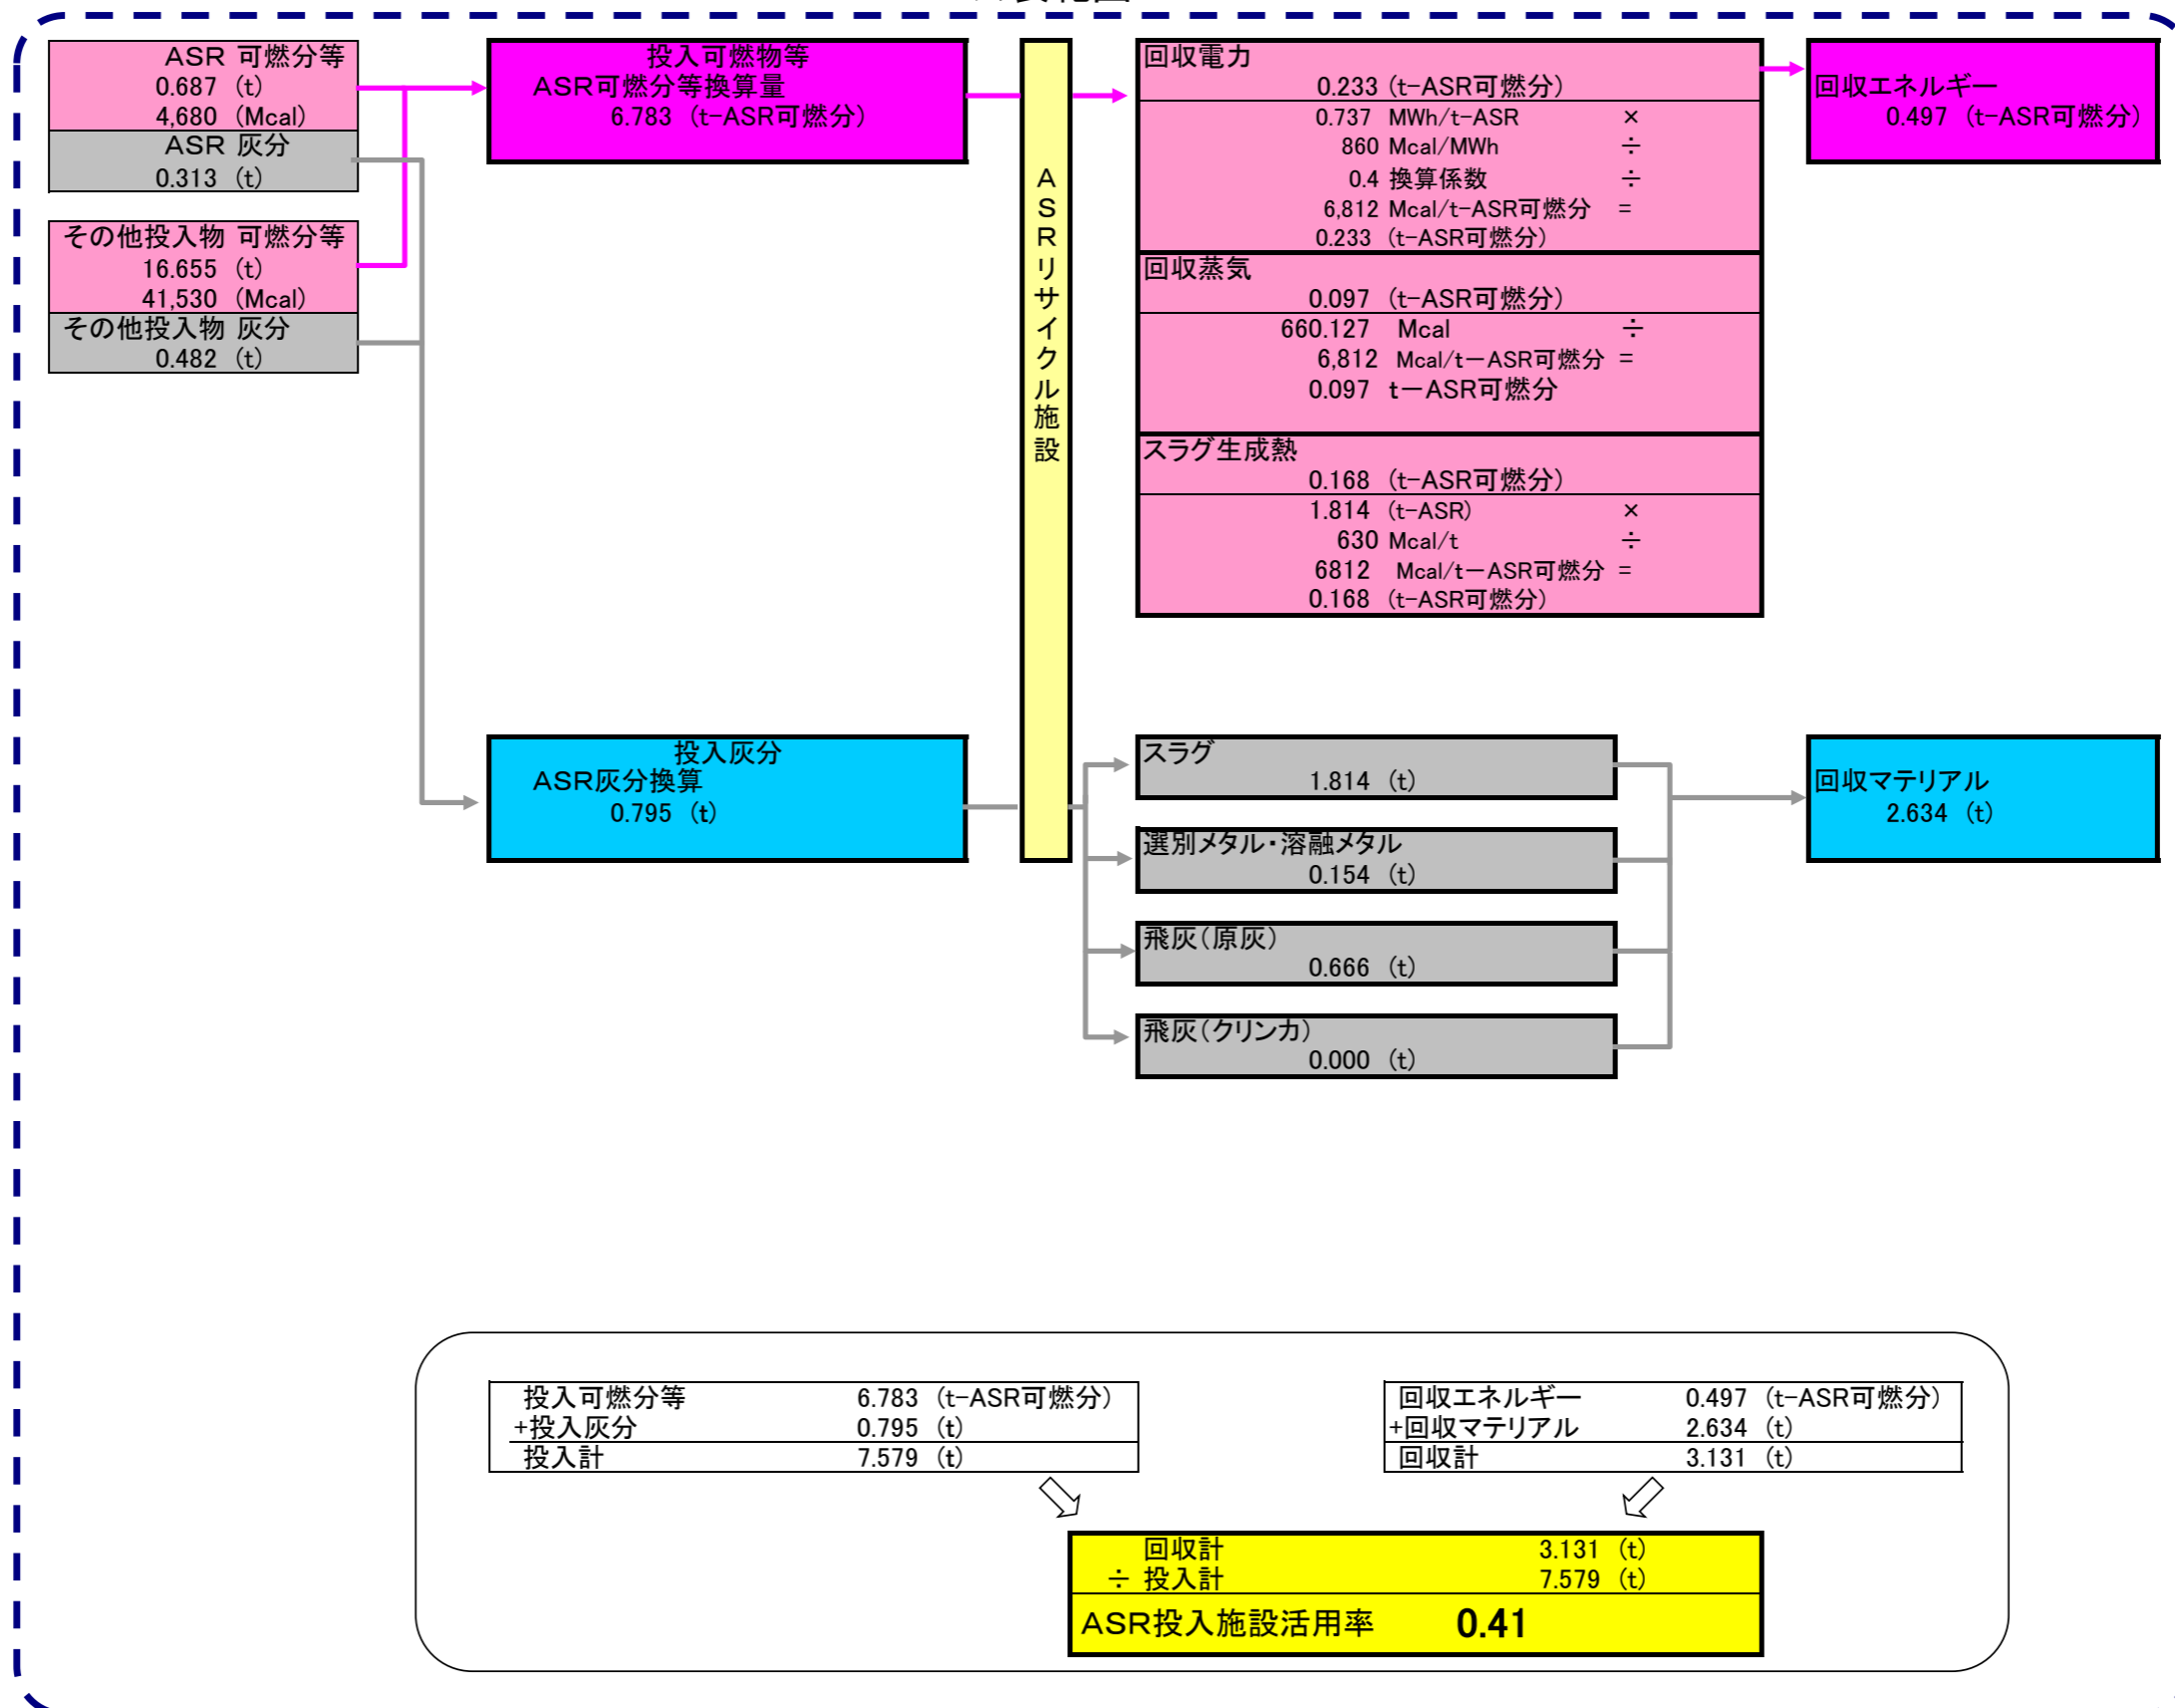 ASR 可燃分等
0.687 (t)
4,680 (Mcal)
ASR 灰分
0.313 (t)
その他投入物 可燃分等
16.655 (t)
41,530 (Mcal)
その他投入物 灰分
0.482 (t)
投入可燃物等
ASR可燃分等換算量
6.783 (t-ASR可燃分)
ASRリサイクル施設
回収電力
0.233 (t-ASR可燃分)
0.737 MWh/t-ASR ×
860 Mcal/MWh ÷
0.4 換算係数 ÷
6,812 Mcal/t-ASR可燃分 =
0.233 (t-ASR可燃分)
回収蒸気
0.097 (t-ASR可燃分)
660.127 Mcal ÷
6,812 Mcal/t-ASR可燃分 =
0.097 t-ASR可燃分
スラグ生成熱
0.168 (t-ASR可燃分)
1.814 (t-ASR) ×
630 Mcal/t ÷
6812 Mcal/t-ASR可燃分 =
0.168 (t-ASR可燃分)
回収エネルギー
0.497 (t-ASR可燃分)
投入灰分
ASR灰分換算
0.795 (t)
スラグ
1.814 (t)
選別メタル・溶融メタル
0.154 (t)
飛灰(原灰)
0.666 (t)
飛灰(クリンカ)
0.000 (t)
回収マテリアル
2.634 (t)
投入可燃分等 6.783 (t-ASR可燃分)
+投入灰分 0.795 (t)
投入計 7.579 (t)
回収エネルギー 0.497 (t-ASR可燃分)
+回収マテリアル 2.634 (t)
回収計 3.131 (t)
回収計 3.131 (t)
÷ 投入計 7.579 (t)
ASR投入施設活用率 0.41